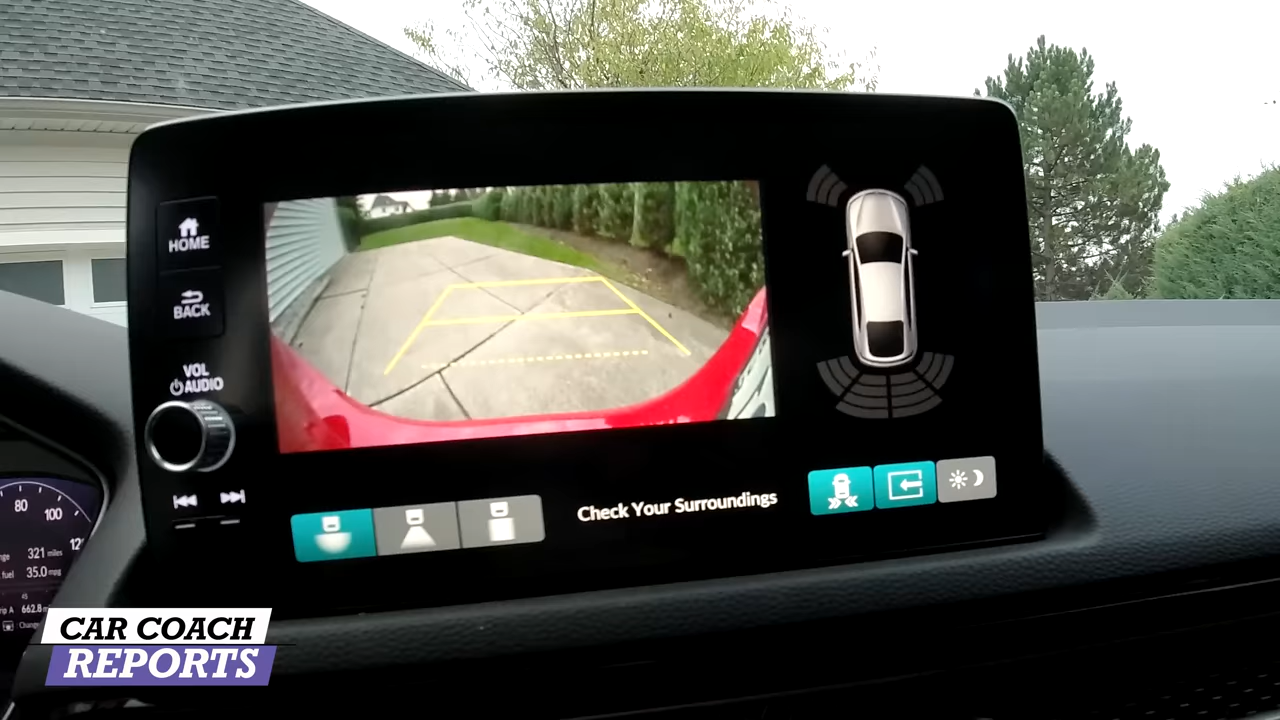 HOME
BACK
VOL
AUDIO
Check Your Surroundings
80
100
321 miles
fuel 35.0 mpg
45
662.8
CAR COACH
REPORTS